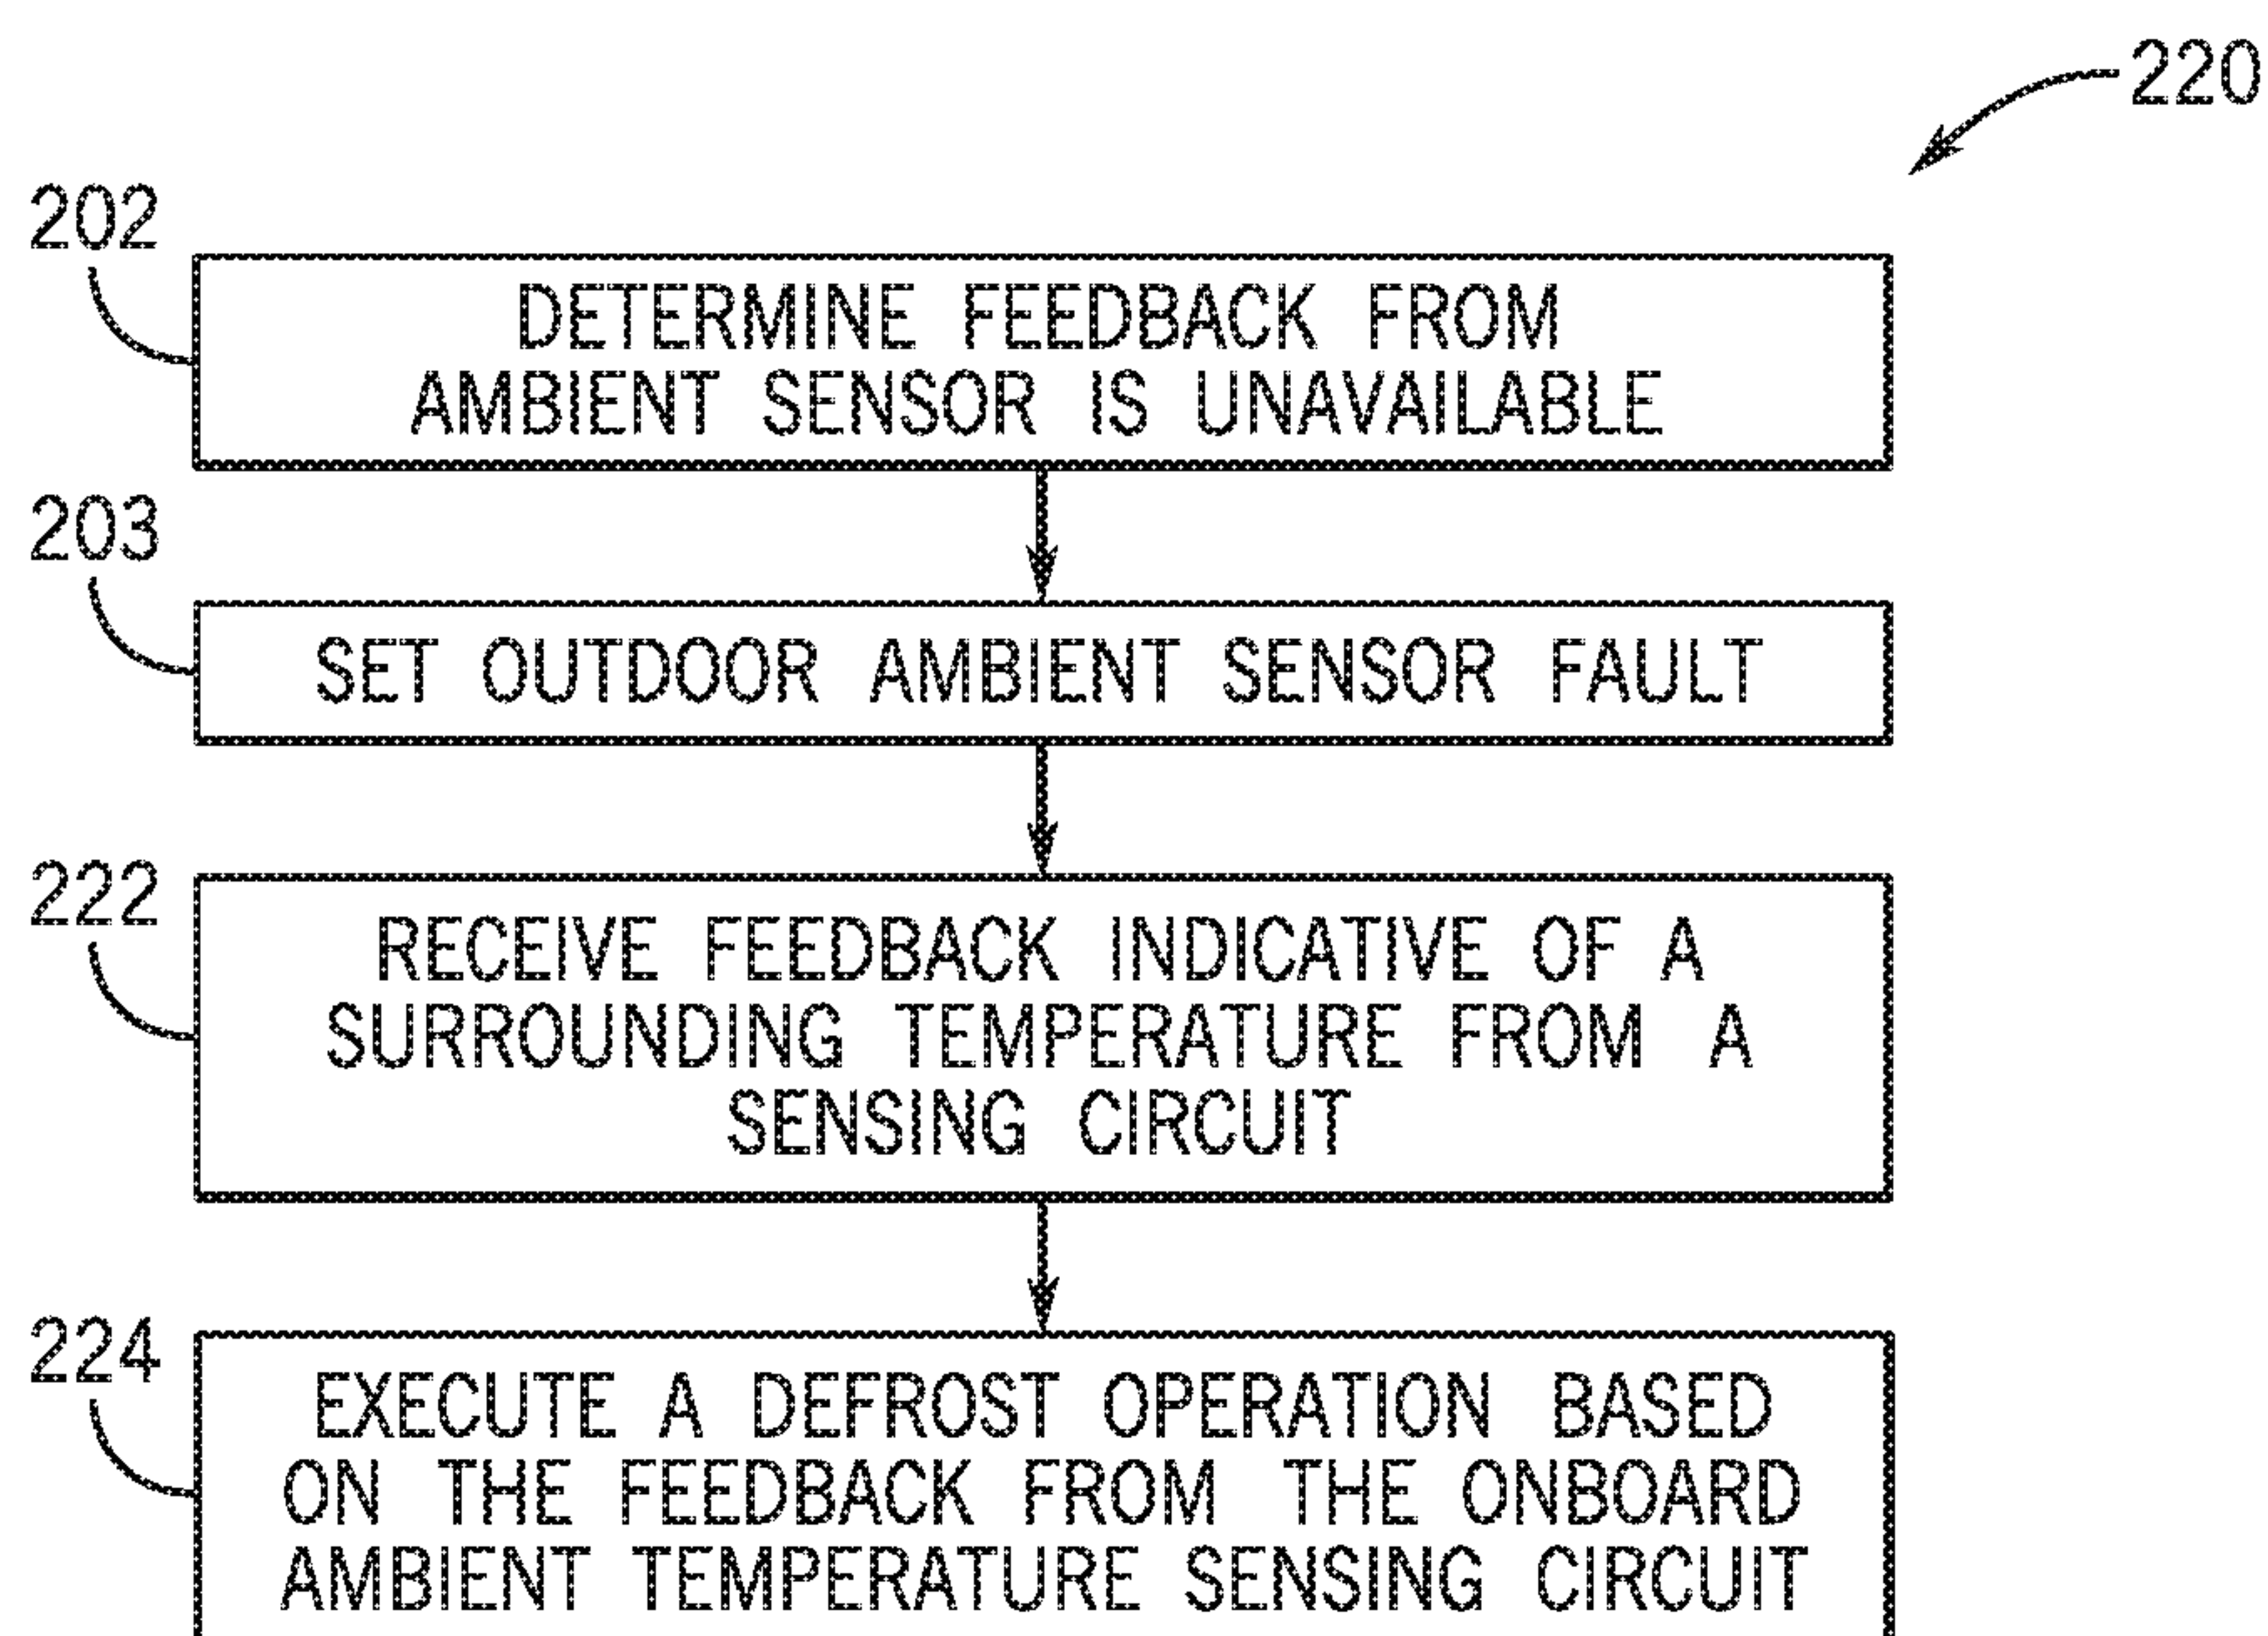 220
202
DETERMINE FEEDBACK FROM
AMBIENT SENSOR IS UNAVAILABLE
203
SET OUTDOOR AMBIENT SENSOR FAULT
222
RECEIVE FEEDBACK INDICATIVE OF A
SURROUNDING TEMPERATURE FROM A
SENSING CIRCUIT
224
EXECUTE A DEFROST OPERATION BASED
ON THE FEEDBACK FROM THE ONBOARD
AMBIENT TEMPERATURE SENSING CIRCUIT